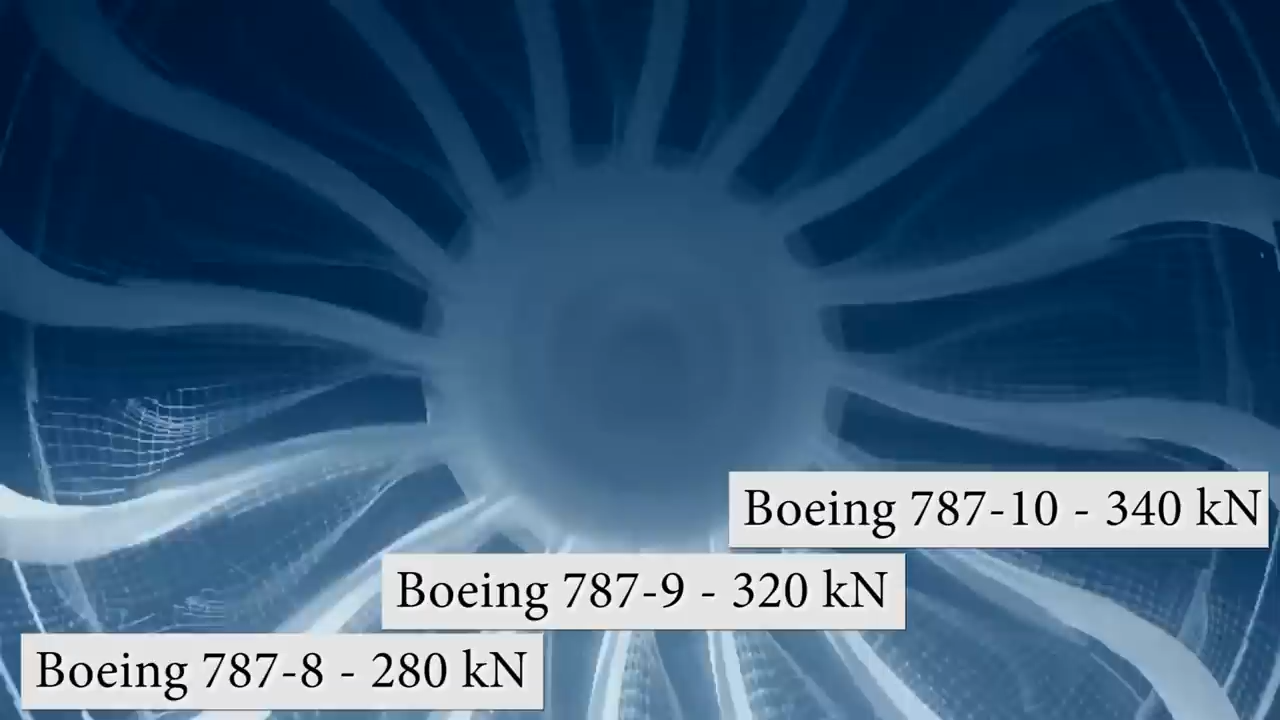 Boeing 787-10 - 340 kN
Boeing 787-9 - 320 kN
Boeing 787-8 - 280 kN